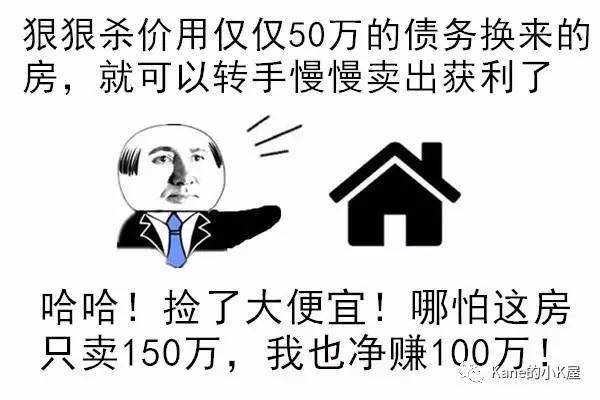 狠狠杀价用仅仅50万的债务换来的
房，就可以转手慢慢卖出获利了
哈哈！捡了大便宜！哪怕这房
只卖150万，我也净赚100万！
Kane的小K屋